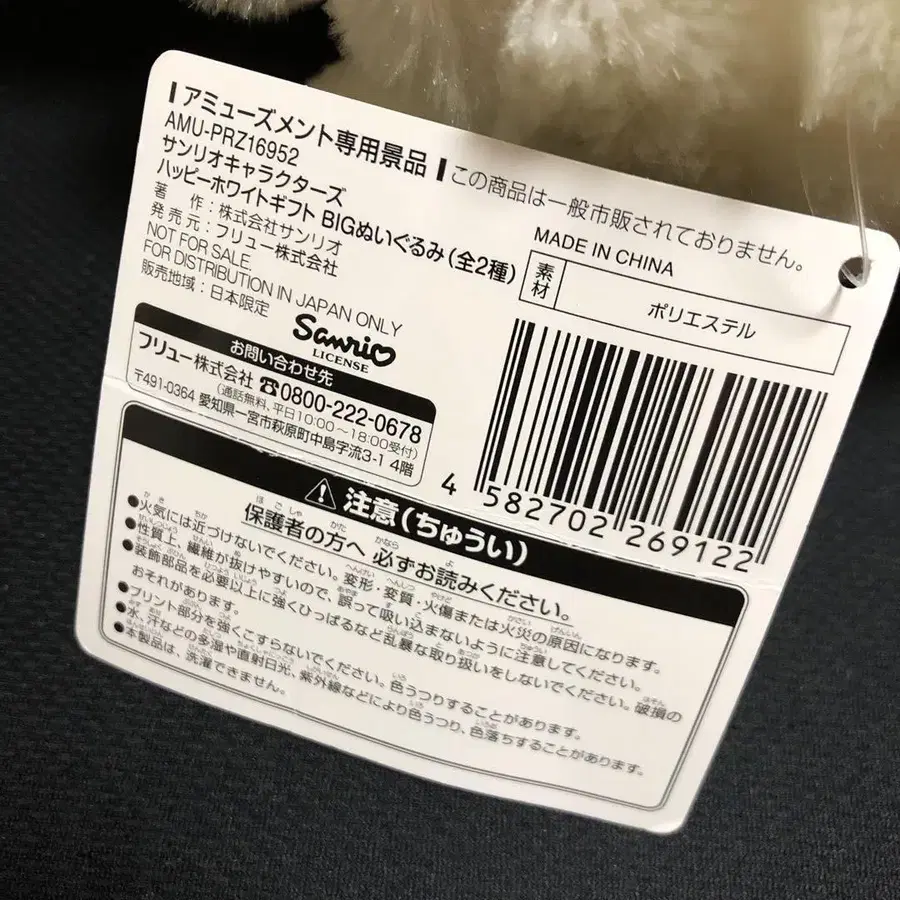 アミューズメント専用景品 この商品は一般市販されておりません。
AMU-PRZ16952
サンリオキャラクターズ
ハッピーホワイトギフト BIGぬいぐるみ(全2種)
著 作:株式会社サンリオ
発売元:フリュー株式会社
NOT FOR SALE
FOR DISTRIBUTION IN JAPAN ONLY
販売地域:日本限定
Sanrio
LICENSE
MADE IN CHINA
素材 ポリエステル
お問い合わせ先
フリュー株式会社 ☎0800-222-0678
(通話無料、平日10:00~18:00受付)
〒491-0364 愛知県一宮市萩原町中島字流3-1 4階
4 582702 269122
注意(ちゅうい)
保護者の方へ 必ずお読みください。
●火気には近づけないでください。変形・変質・火傷または火災の原因になります。
●性質上、繊維が抜けやすいので、誤って吸い込まないように注意してください。
●装飾部品を必要以上に強くひっぱるなど乱暴な取り扱いをしないでください。破損の
おそれがあります。
●プリント部分を強くこすらないでください。色うつりすることがあります。
●水、汗などの多湿や直射日光、紫外線などにより色うつり、色落ちすることがあります。
●本製品は、洗濯できません。